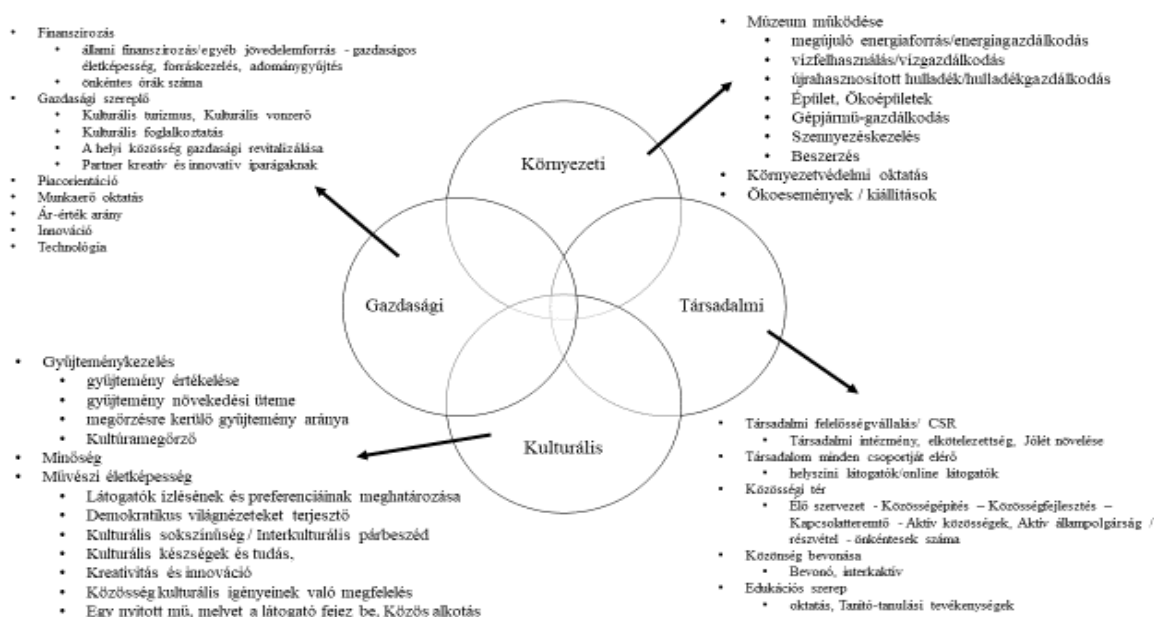 • Finanszírozás
• állami finanszírozás/egyéb jövedelemforrás - gazdaságos
életképesség, forráskezelés, adománygyűjtés
• önkéntes órák száma
• Gazdasági szereplő
• Kulturális turizmus, Kulturális vonzerő
• Kulturális foglalkoztatás
• A helyi közösség gazdasági revitalizálása
• Partner kreatív és innovatív iparágaknak
• Piacorientáció
• Munkaerő oktatás
• Ár-érték arány
• Innováció
• Technológia
• Múzeum működése
• megújuló energiaforrás/energiagazdálkodás
• vízfelhasználás/vízgazdálkodás
• újrahasznosított hulladék/hulladékgazdálkodás
• Épület, Ökoépületek
• Gépjármű-gazdálkodás
• Szennyezéskezelés
• Beszerzés
• Környezetvédelmi oktatás
• Ökoesemények / kiállítások
Környezeti
Gazdasági
Társadalmi
Kulturális
• Gyűjteménykezelés
• gyűjtemény értékelése
• gyűjtemény növekedési üteme
• megőrzésre kerülő gyűjtemény aránya
• Kultúramegőrző
• Minőség
• Művészi életképesség
• Látogatók ízlésének és preferenciáinak meghatározása
• Demokratikus világnézeteket terjesztő
• Kulturális sokszínűség / Interkulturális párbeszéd
• Kulturális készségek és tudás,
• Kreativitás és innováció
• Közösség kulturális igényeinek való megfelelés
• Egy nyitott mű, melyet a látogató fejez be, Közös alkotás
• Társadalmi felelősségvállalás/ CSR
• Társadalmi intézmény, elkötelezettség, Jólét növelése
• Társadalom minden csoportját elérő
• helyszíni látogatók/online látogatók
• Közösségi tér
• Élő szervezet - Közösségépítés – Közösségfejlesztés –
Kapcsolatteremtő - Aktív közösségek, Aktív állampolgárság /
részvétel - önkéntesek száma
• Közönség bevonása
• Bevonó, interkaktív
• Edukációs szerep
• oktatás, Tanító-tanulási tevékenységek